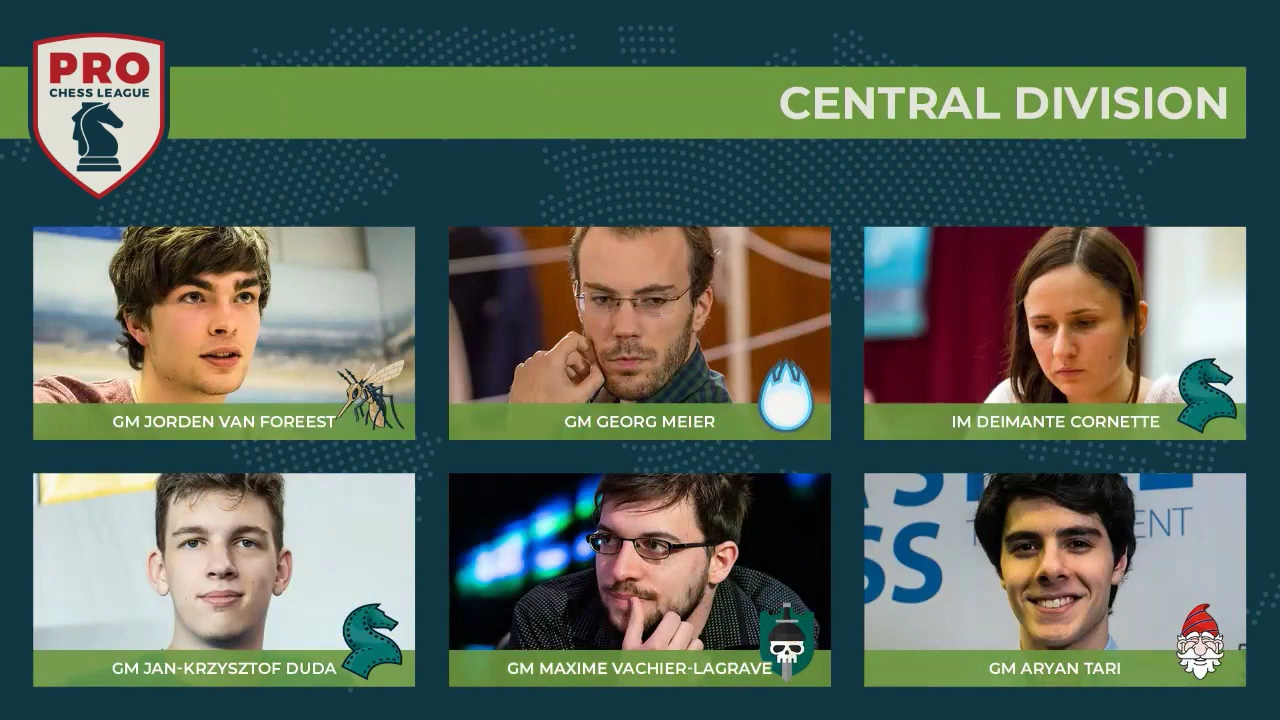 PRO
CHESS LEAGUE
CENTRAL DIVISION
GM JORDEN VAN FOREEST
GM GEORG MEIER
IM DEIMANTE CORNETTE
GM JAN-KRZYSZTOF DUDA
GM MAXIME VACHIER-LAGRAVE
GM ARYAN TARI